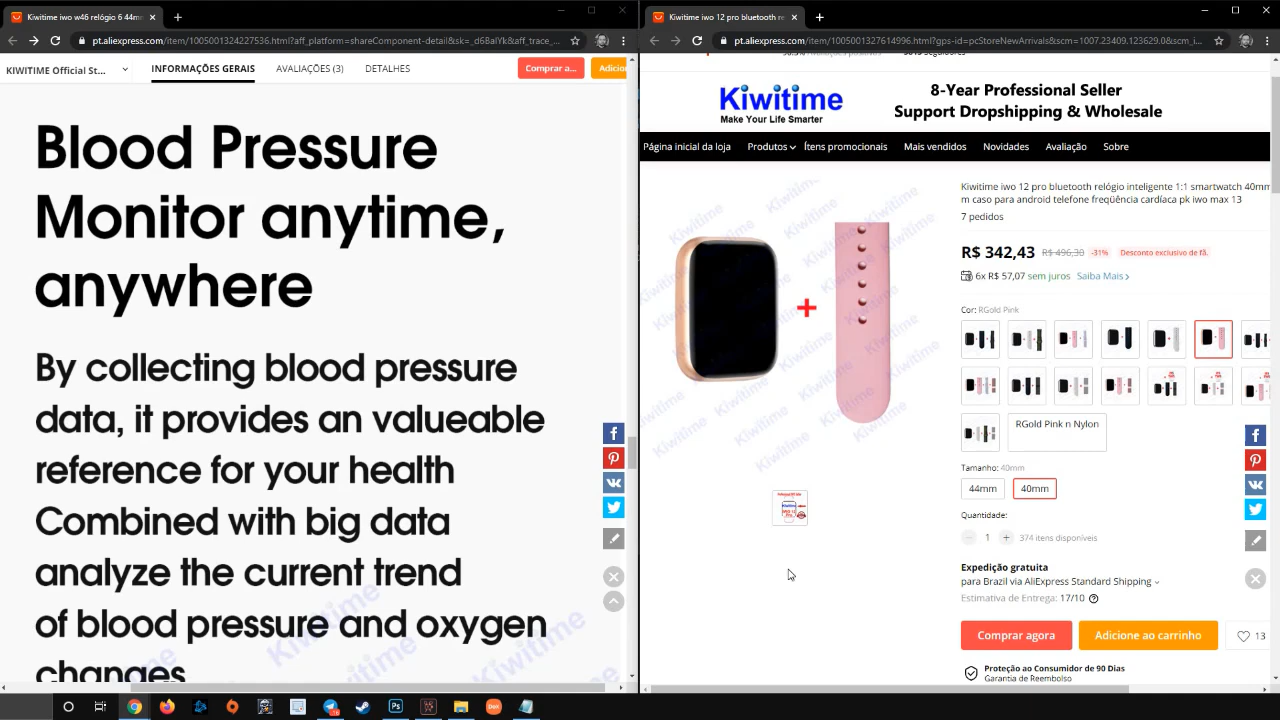 Kiwitime iwo w46 relógio 6 44mm
pt.aliexpress.com/item/1005001324227536.html?aff_platform=shareComponent-detail&sk=_d6BalYk&aff_trace_
KIWITIME Official St...
INFORMAÇÕES GERAIS
AVALIAÇÕES (3)
DETALHES
Comprar a...
Adicio
Blood Pressure
Monitor anytime,
anywhere
By collecting blood pressure
data, it provides an valueable
reference for your health
Combined with big data
analyze the current trend
of blood pressure and oxygen
changes
Kiwitime iwo 12 pro bluetooth rel
pt.aliexpress.com/item/1005001327614996.html?gps-id=pcStoreNewArrivals&scm=1007.23409.123629.0&scm_i
Kiwitime
Make Your Life Smarter
8-Year Professional Seller
Support Dropshipping & Wholesale
Página inicial da loja
Produtos
Ítens promocionais
Mais vendidos
Novidades
Avaliação
Sobre
Kiwitime iwo 12 pro bluetooth relógio inteligente 1:1 smartwatch 40mm
m caso para android telefone freqüência cardíaca pk iwo max 13
7 pedidos
R$ 342,43 R$ 496,30 -31% Desconto exclusivo de fã.
6x R$ 57,07 sem juros Saiba Mais
Cor: RGold Pink
RGold Pink n Nylon
Tamanho: 40mm
44mm
40mm
Quantidade:
1
374 itens disponíveis
Expedição gratuita
para Brazil via AliExpress Standard Shipping
Estimativa de Entrega: 17/10
Comprar agora
Adicione ao carrinho
13
Proteção ao Consumidor de 90 Dias
Garantia de Reembolso